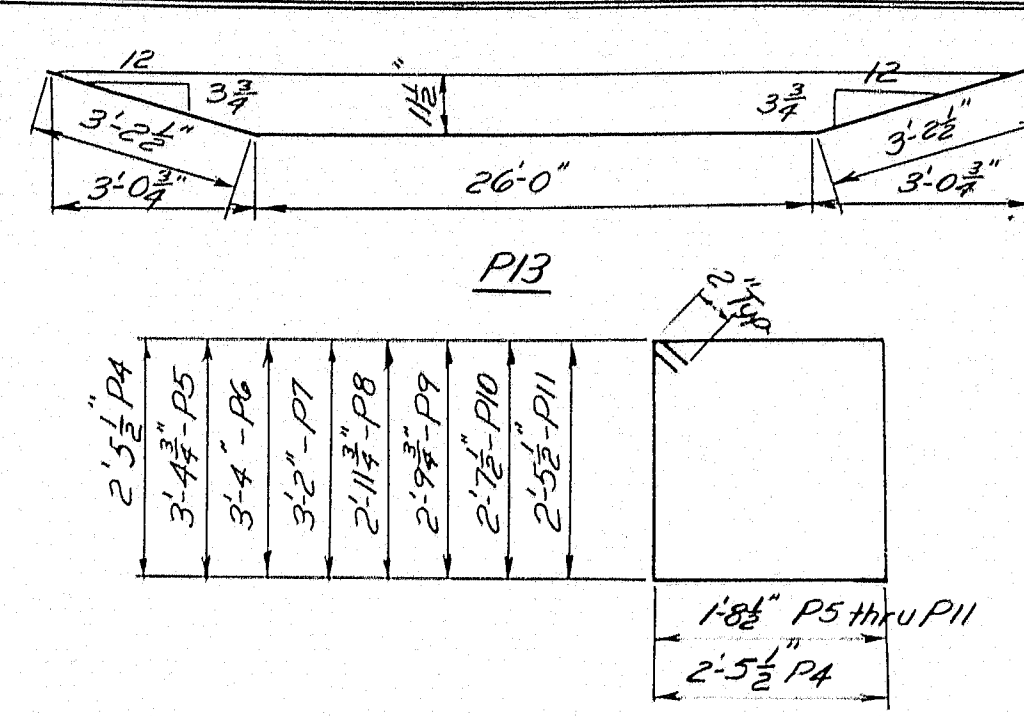 12
3 3/4
11 1/2"
3 3/4
12
3'-2 1/2"
3'-2 1/2"
3'-0 3/4"
26'-0"
3'-0 3/4"
P13
2" Typ
2'5 1/2" P4
3'-4 3/4"-P5
3'-4"-P6
3'-2"-P7
2'-11 3/4"-P8
2'-9 3/4"-P9
2'-7 1/2"-P10
2'-5 1/2"-P11
1'-8 1/2" P5 thru P11
2'-5 1/2" P4